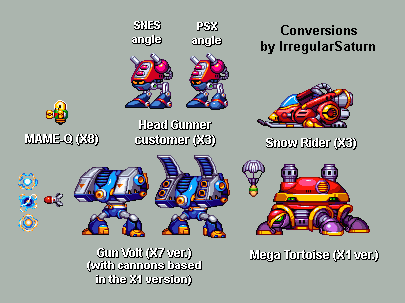 SNES
angle
PSX
angle
Conversions
by IrregularSaturn
MAME-Q (X8)
Head Gunner
customer (X3)
Snow Rider (X3)
Gun Volt (X7 ver.)
(with cannons based
in the X1 version)
Mega Tortoise (X1 ver.)